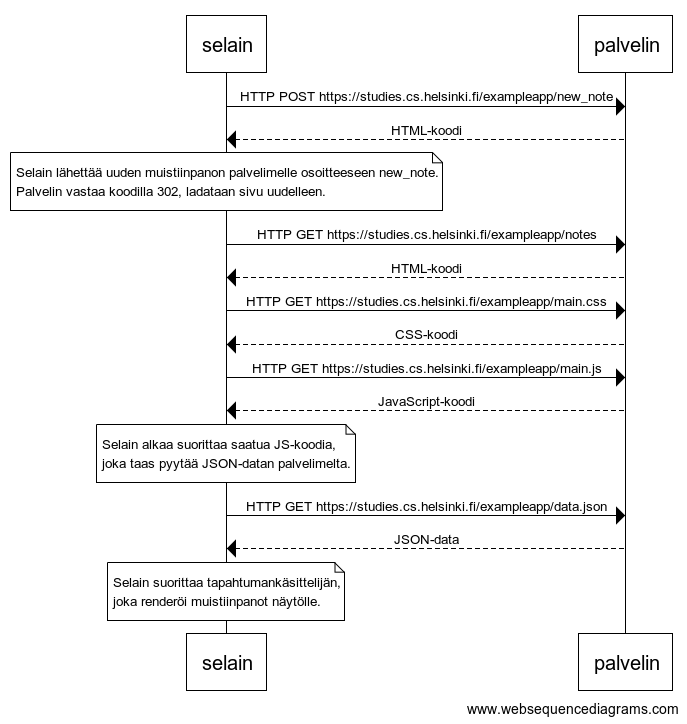 selain
palvelin
HTTP POST https://studies.cs.helsinki.fi/exampleapp/new_note
HTML-koodi
Selain lähettää uuden muistiinpanon palvelimelle osoitteeseen new_note.
Palvelin vastaa koodilla 302, ladataan sivu uudelleen.
HTTP GET https://studies.cs.helsinki.fi/exampleapp/notes
HTML-koodi
HTTP GET https://studies.cs.helsinki.fi/exampleapp/main.css
CSS-koodi
HTTP GET https://studies.cs.helsinki.fi/exampleapp/main.js
JavaScript-koodi
Selain alkaa suorittaa saatua JS-koodia,
joka taas pyytää JSON-datan palvelimelta.
HTTP GET https://studies.cs.helsinki.fi/exampleapp/data.json
JSON-data
Selain suorittaa tapahtumankäsittelijän,
joka renderöi muistiinpanot näytölle.
selain
palvelin
www.websequencediagrams.com